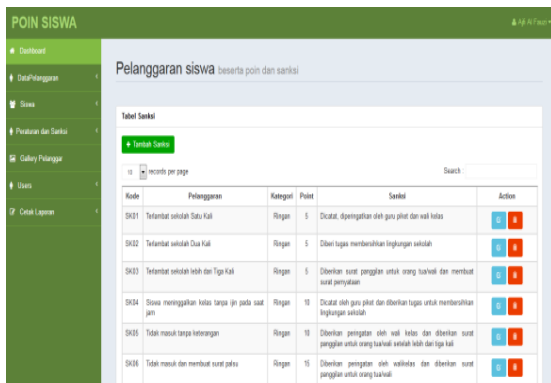 POIN SISWA
Ajli Al Fauzi
Dashboard
DataPelanggaran
Siswa
Peraturan dan Sanksi
Gallery Pelanggar
Users
Cetak Laporan
Pelanggaran siswa beserta poin dan sanksi
Tabel Sanksi
+ Tambah Sanksi
10 records per page Search :
Kode Pelanggaran Kategori Point Sanksi Action
SK01 Terlambat sekolah Satu Kali Ringan 5 Dicatat, diperingatkan oleh guru piket dan wali kelas
SK02 Terlambat sekolah Dua Kali Ringan 5 Diberi tugas membersihkan lingkungan sekolah
SK03 Terlambat sekolah lebih dari Tiga Kali Ringan 5 Diberikan surat panggilan untuk orang tua/wali dan membuat
surat pernyataan
SK04 Siswa meninggalkan kelas tanpa ijin pada saat Ringan 10 Dicatat oleh guru piket dan diberikan tugas untuk membersihkan
jam lingkungan sekolah
SK05 Tidak masuk tanpa keterangan Ringan 10 Diberikan peringatan oleh wali kelas dan diberikan surat
panggilan untuk orang tua/wali setelah lebih dari tiga kali
SK06 Tidak masuk dan membuat surat palsu Ringan 15 Diberikan peringatan oleh walikelas dan diberikan surat
panggilan untuk orang tua/wali